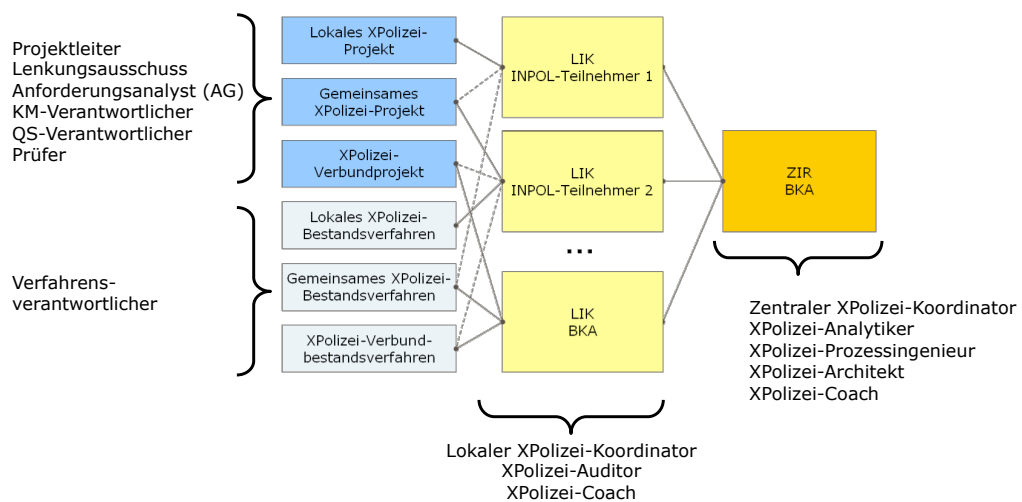 Projektleiter
Lenkungsausschuss
Anforderungsanalyst (AG)
KM-Verantwortlicher
QS-Verantwortlicher
Prüfer
Verfahrens-
verantwortlicher
Lokales XPolizei-
Projekt
Gemeinsames
XPolizei-Projekt
XPolizei-
Verbundprojekt
Lokales XPolizei-
Bestandsverfahren
Gemeinsames XPolizei-
Bestandsverfahren
XPolizei-Verbund-
bestandsverfahren
LIK
INPOL-Teilnehmer 1
LIK
INPOL-Teilnehmer 2
...
LIK
BKA
Lokaler XPolizei-Koordinator
XPolizei-Auditor
XPolizei-Coach
ZIR
BKA
Zentraler XPolizei-Koordinator
XPolizei-Analytiker
XPolizei-Prozessingenieur
XPolizei-Architekt
XPolizei-Coach